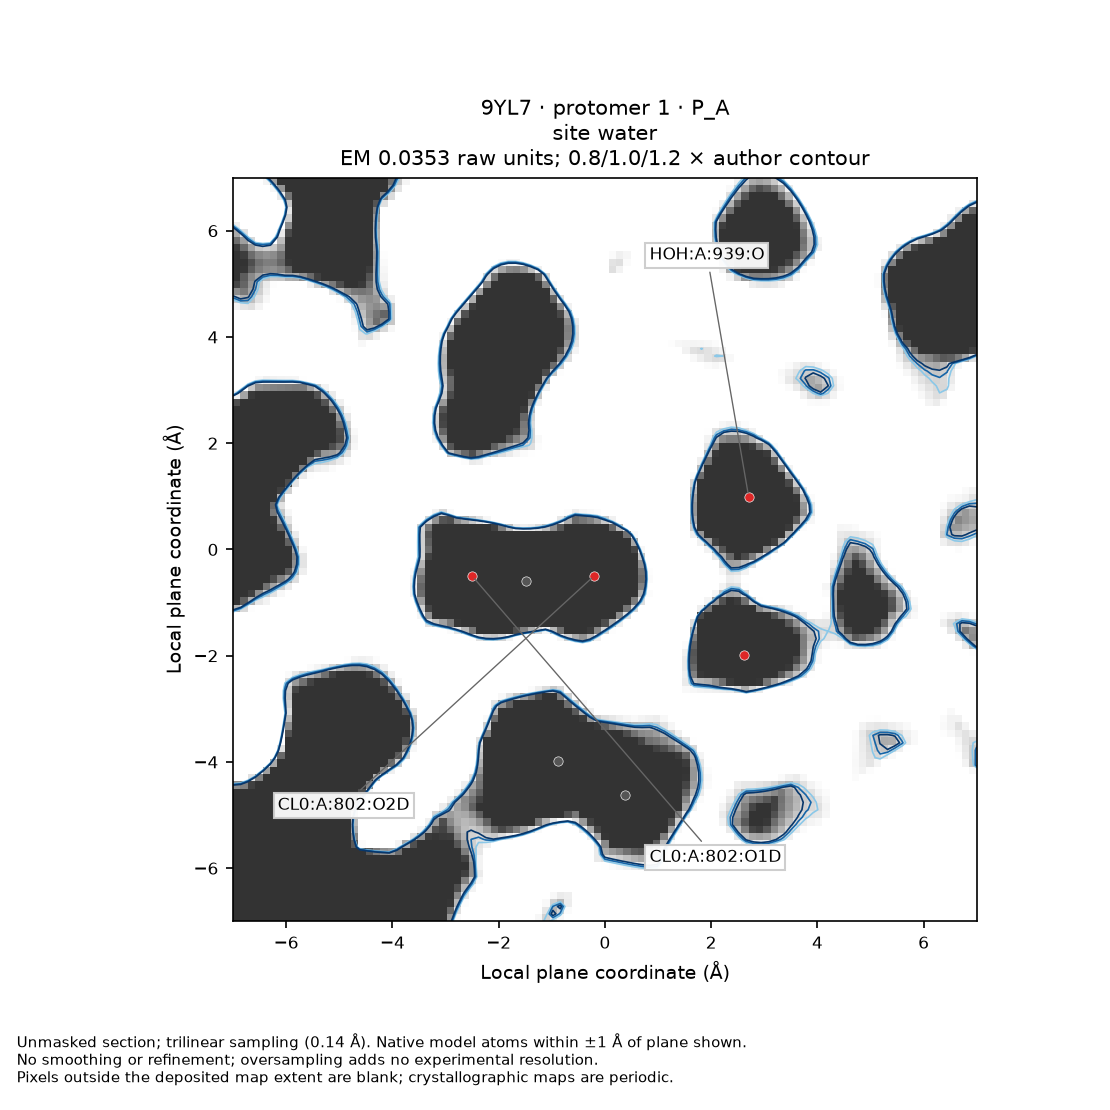 9YL7 · protomer 1 · P_A
site water
EM 0.0353 raw units; 0.8/1.0/1.2 × author contour
6
HOH:A:939:O
4
2
Local plane coordinate (Å)
0
−2
−4
CL0:A:802:O2D
CL0:A:802:O1D
−6
−6 −4 −2 0 2 4 6
Local plane coordinate (Å)
Unmasked section; trilinear sampling (0.14 Å). Native model atoms within ±1 Å of plane shown.
No smoothing or refinement; oversampling adds no experimental resolution.
Pixels outside the deposited map extent are blank; crystallographic maps are periodic.